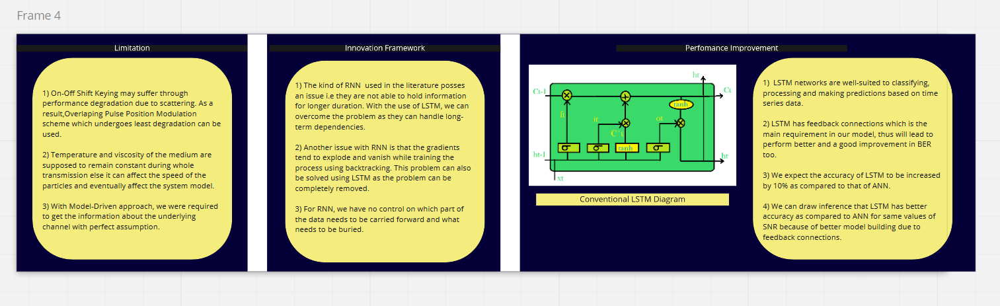 Frame 4
Limitation
1) On-Off Shift Keying may suffer through
performance degradation due to scattering. As a
result,Overlaping Pulse Position Modulation
scheme which undergoes least degradation can be
used.
2) Temperature and viscosity of the medium are
supposed to remain constant during whole
transmission else it can affect the speed of the
particles and eventually affect the system model.
3) With Model-Driven approach, we were required
to get the information about the underlying
channel with perfect assumption.
Innovation Framework
1) The kind of RNN  used in the literature posses
an issue i.e they are not able to hold information
for longer duration. With the use of LSTM, we can
overcome the problem as they can handle long-
term dependencies.
2) Another issue with RNN is that the gradients
tend to explode and vanish while training the
process using backtracking. This problem can also
be solved using LSTM as the problem can be
completely removed.
3) For RNN, we have no control on which part of
the data needs to be carried forward and what
needs to be buried.
Perfomance Improvement
ht
Ct-1
Ct
tanh
ft
it
ot
C`t
σ
σ
tanh
σ
ht-1
ht
xt
Conventional LSTM Diagram
1)  LSTM networks are well-suited to classifying,
processing and making predictions based on time
series data.
2) LSTM has feedback connections which is the
main requirement in our model, thus will lead to
perform better and a good improvement in BER
too.
3) We expect the accuracy of LSTM to be increased
by 10% as compared to that of ANN.
4) We can draw inference that LSTM has better
accuracy as compared to ANN for same values of
SNR because of better model building due to
feedback connections.